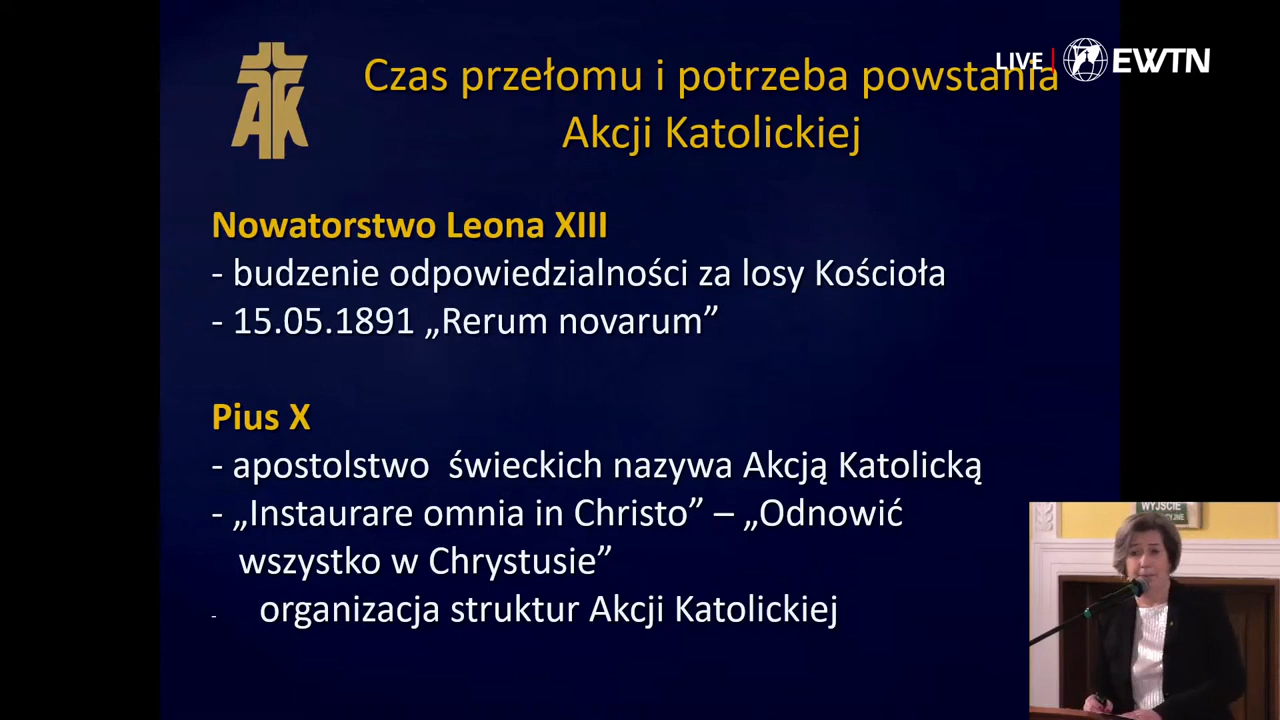 LIVE EWTN
AK
Czas przełomu i potrzeba powstania
Akcji Katolickiej
Nowatorstwo Leona XIII
- budzenie odpowiedzialności za losy Kościoła
- 15.05.1891 „Rerum novarum”
Pius X
- apostolstwo świeckich nazywa Akcją Katolicką
- „Instaurare omnia in Christo” – „Odnowić
wszystko w Chrystusie”
- organizacja struktur Akcji Katolickiej
WYJŚCIE